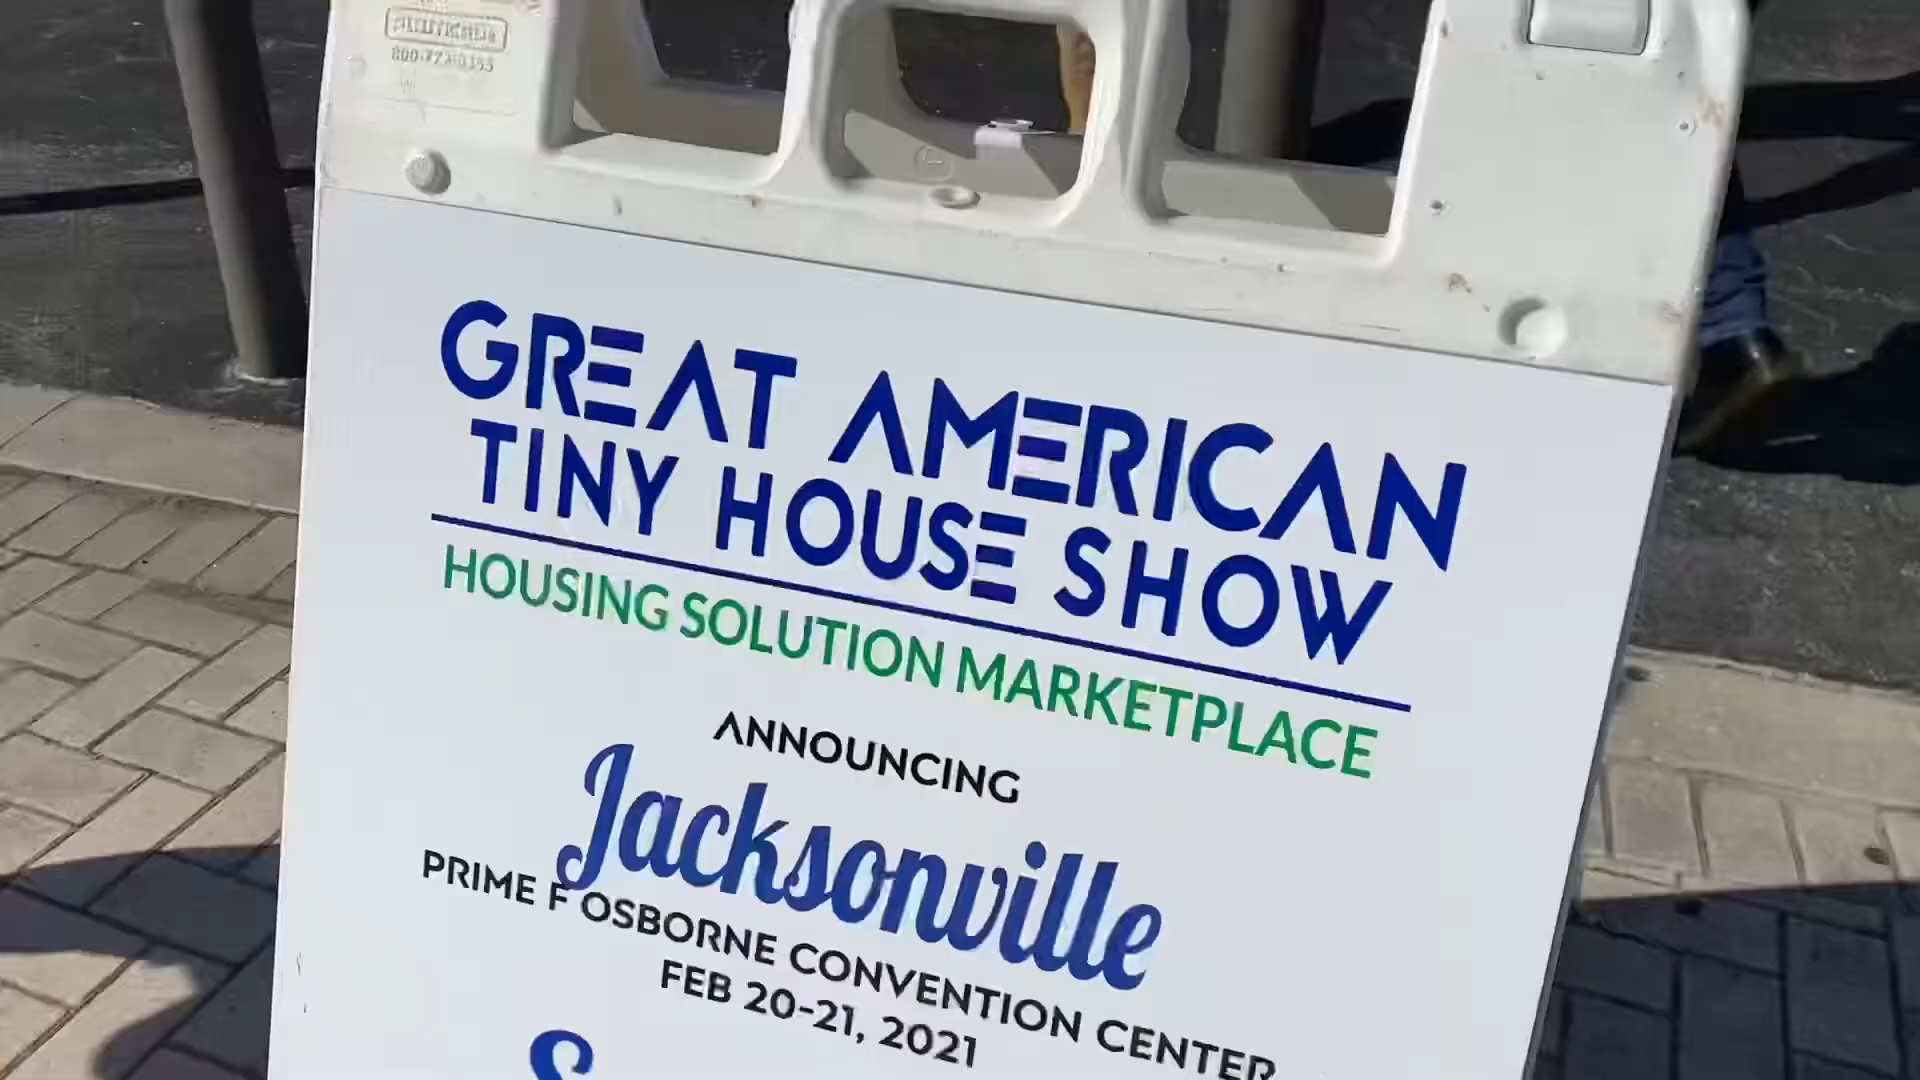 GREAT AMERICAN
TINY HOUSE SHOW
HOUSING SOLUTION MARKETPLACE
ANNOUNCING
Jacksonville
PRIME F OSBORNE CONVENTION CENTER
FEB 20-21, 2021